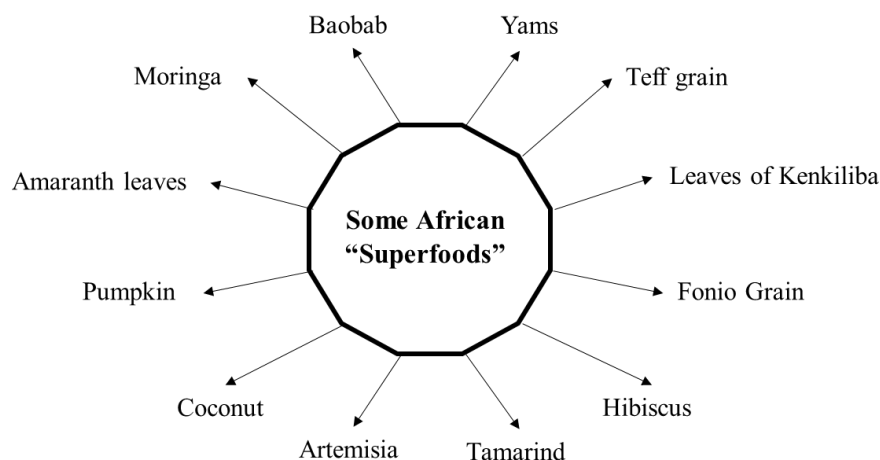 Baobab
Yams
Moringa
Teff grain
Amaranth leaves
Leaves of Kenkiliba
Some African
“Superfoods”
Pumpkin
Fonio Grain
Coconut
Hibiscus
Artemisia
Tamarind